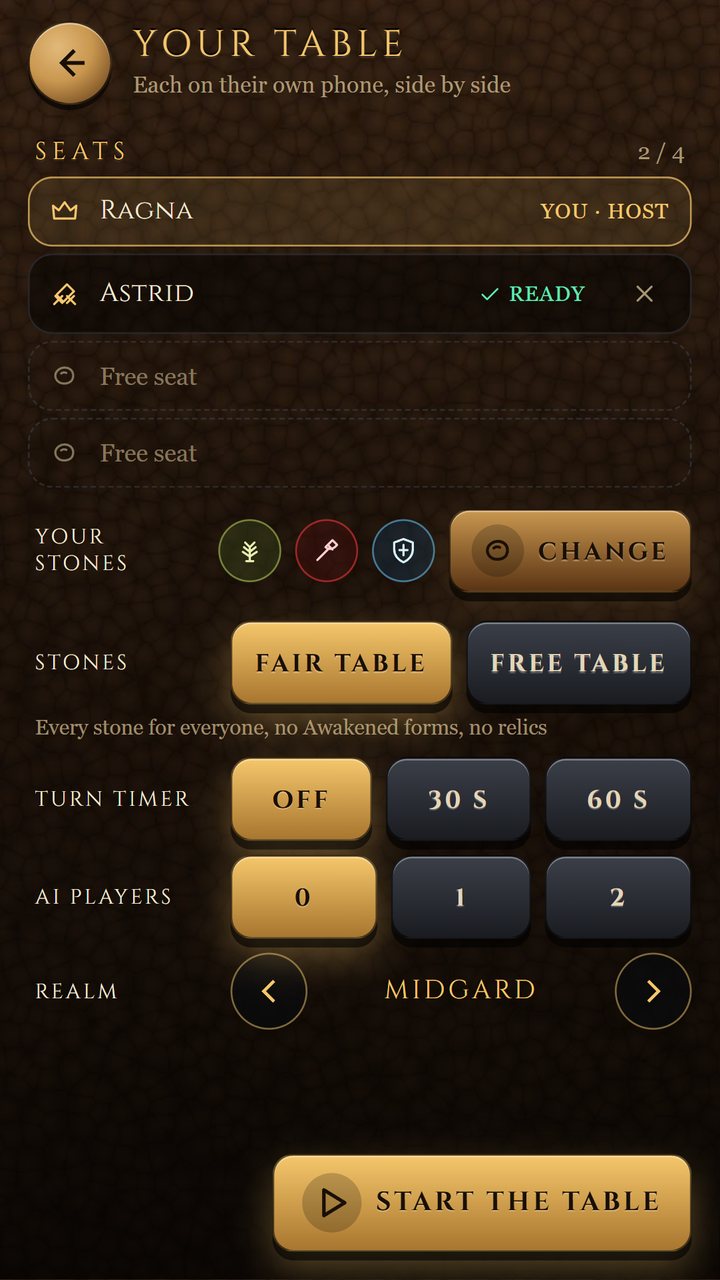 YOUR TABLE
Each on their own phone, side by side
SEATS 2 / 4
RAGNA YOU · HOST
ASTRID READY
Free seat
Free seat
YOUR
STONES
CHANGE
STONES FAIR TABLE FREE TABLE
Every stone for everyone, no Awakened forms, no relics
TURN TIMER OFF 30 S 60 S
AI PLAYERS 0 1 2
REALM MIDGARD
START THE TABLE